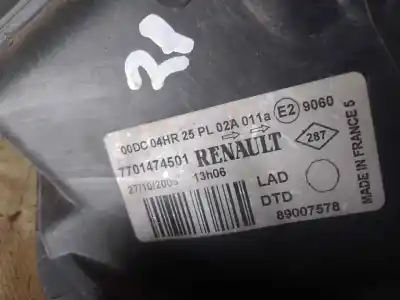 21
00DC 04HR 25 PL 02A 011a E2 9060
7701474501 RENAULT 287
13h06
LAD
DTD
89007578
MADE IN FRANCE 5